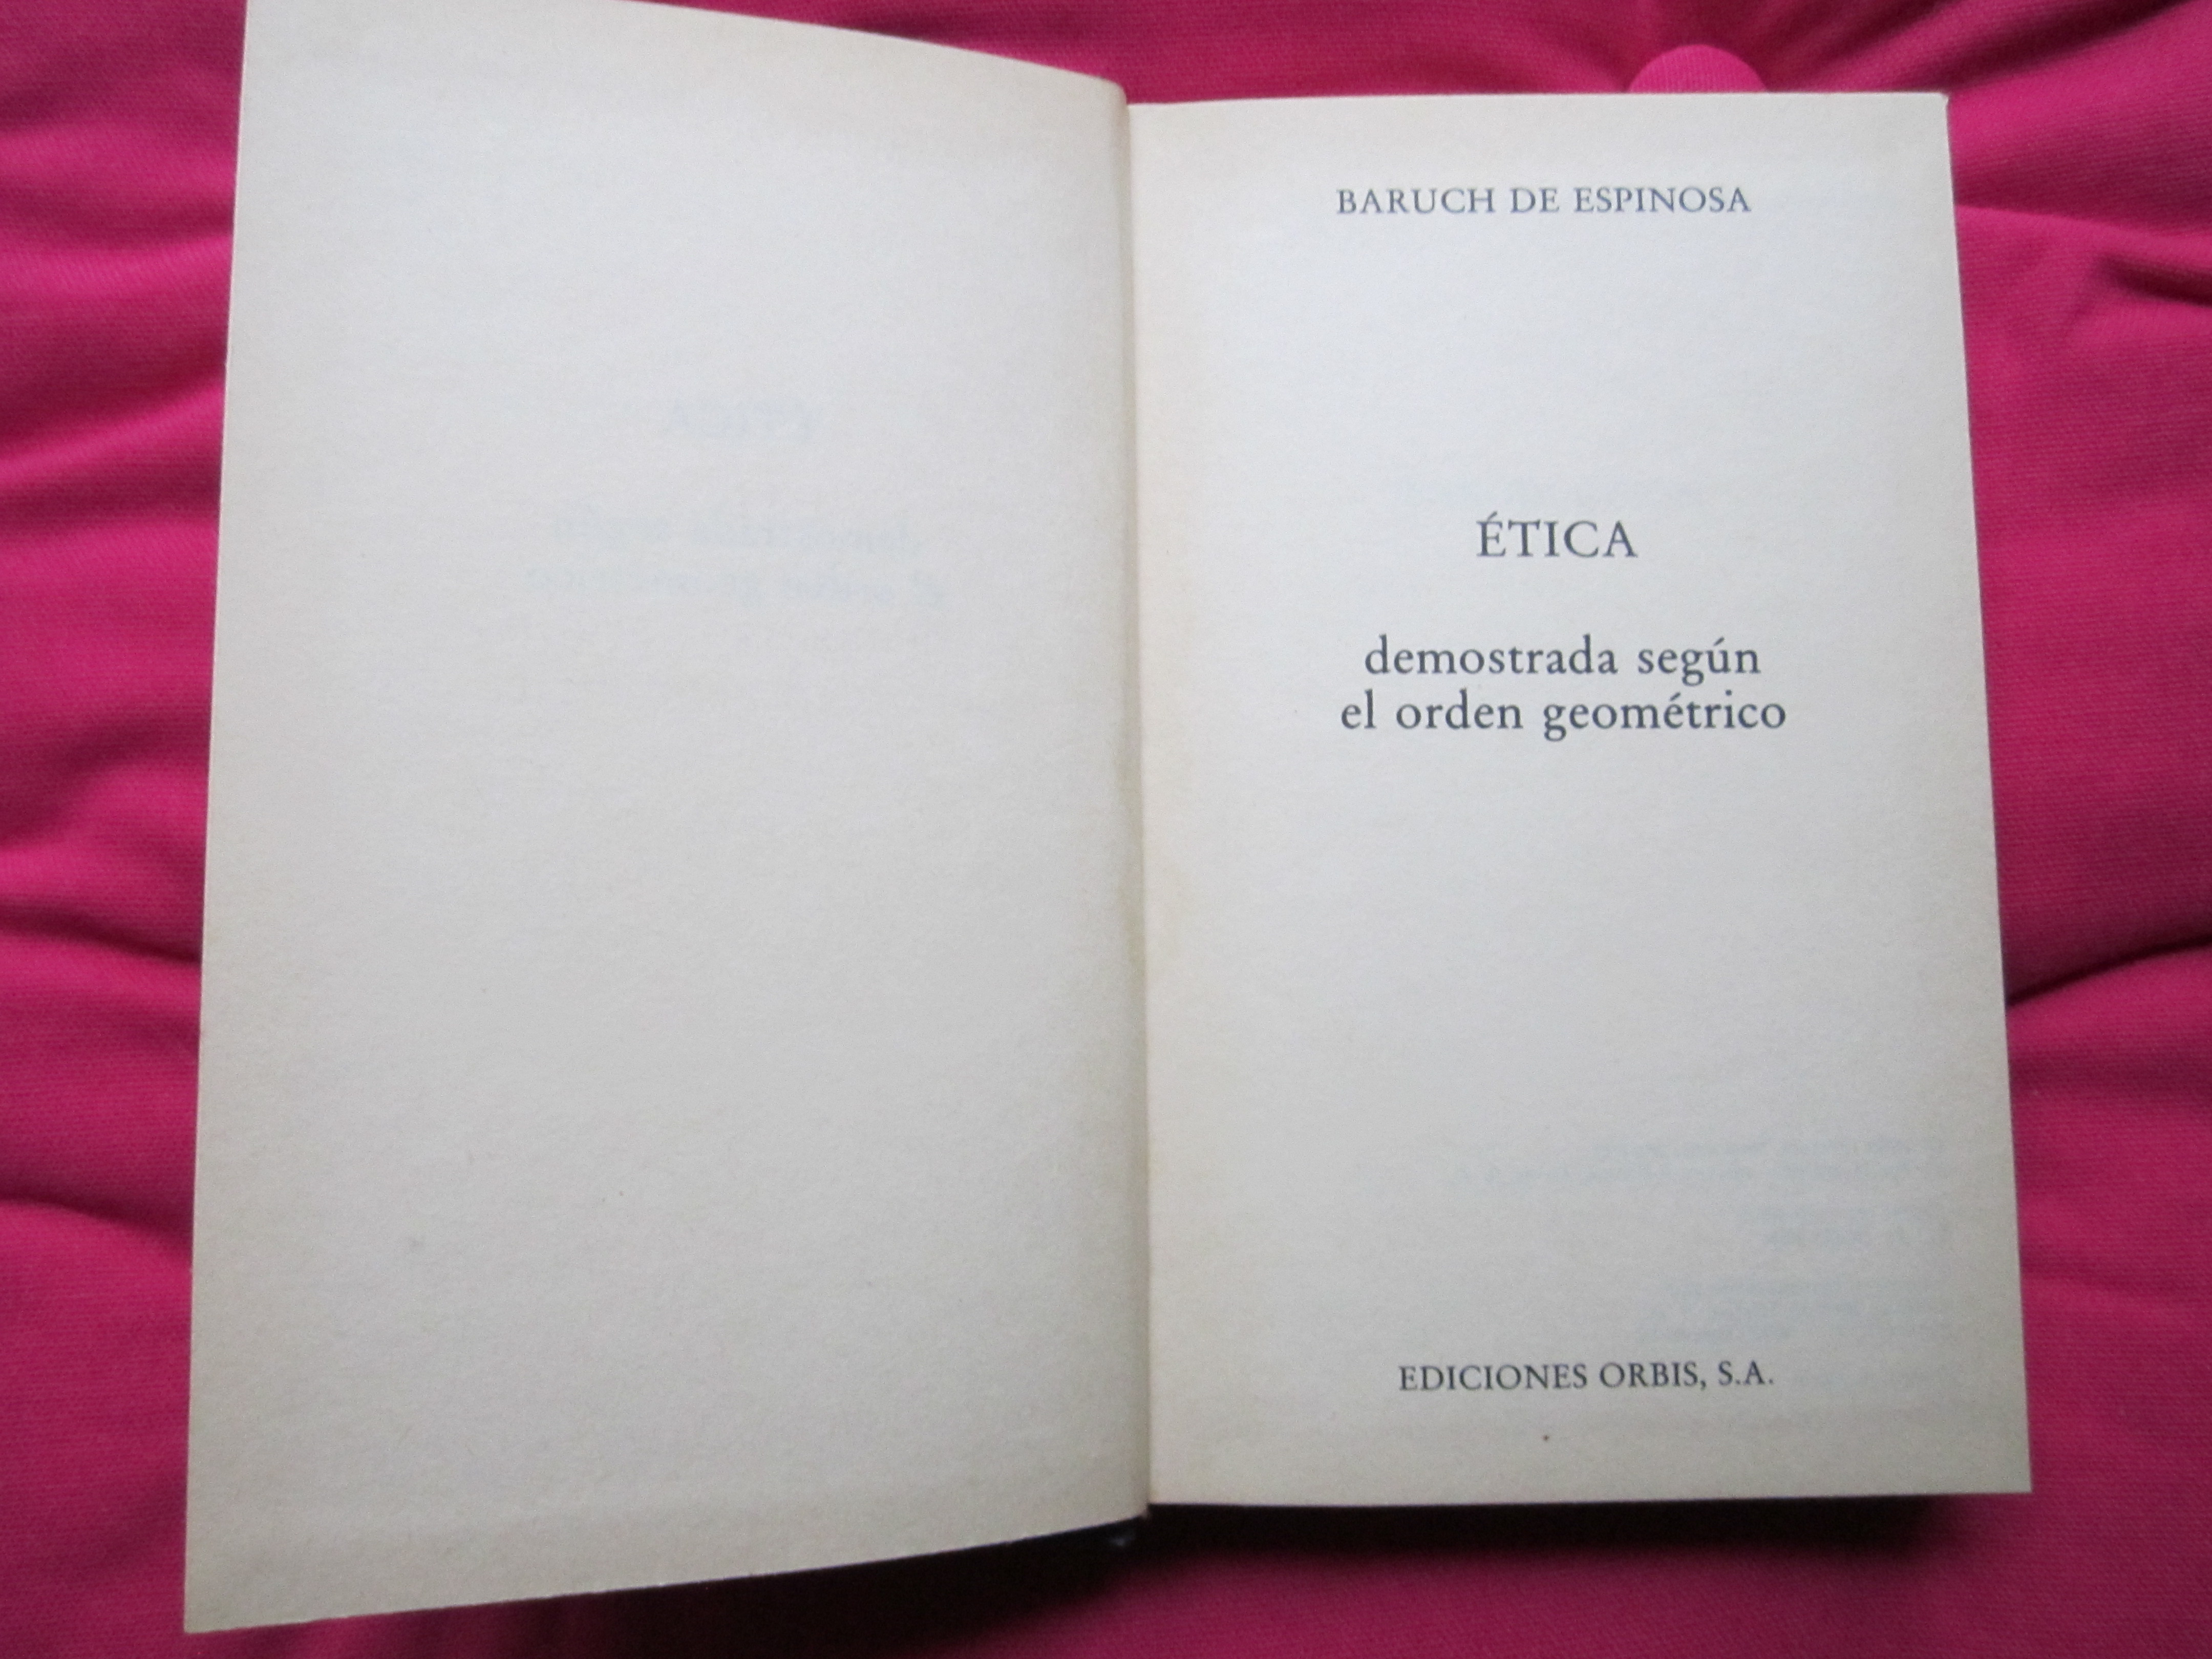 BARUCH DE ESPINOSA
ÉTICA
demostrada según
el orden geométrico
EDICIONES ORBIS, S.A.